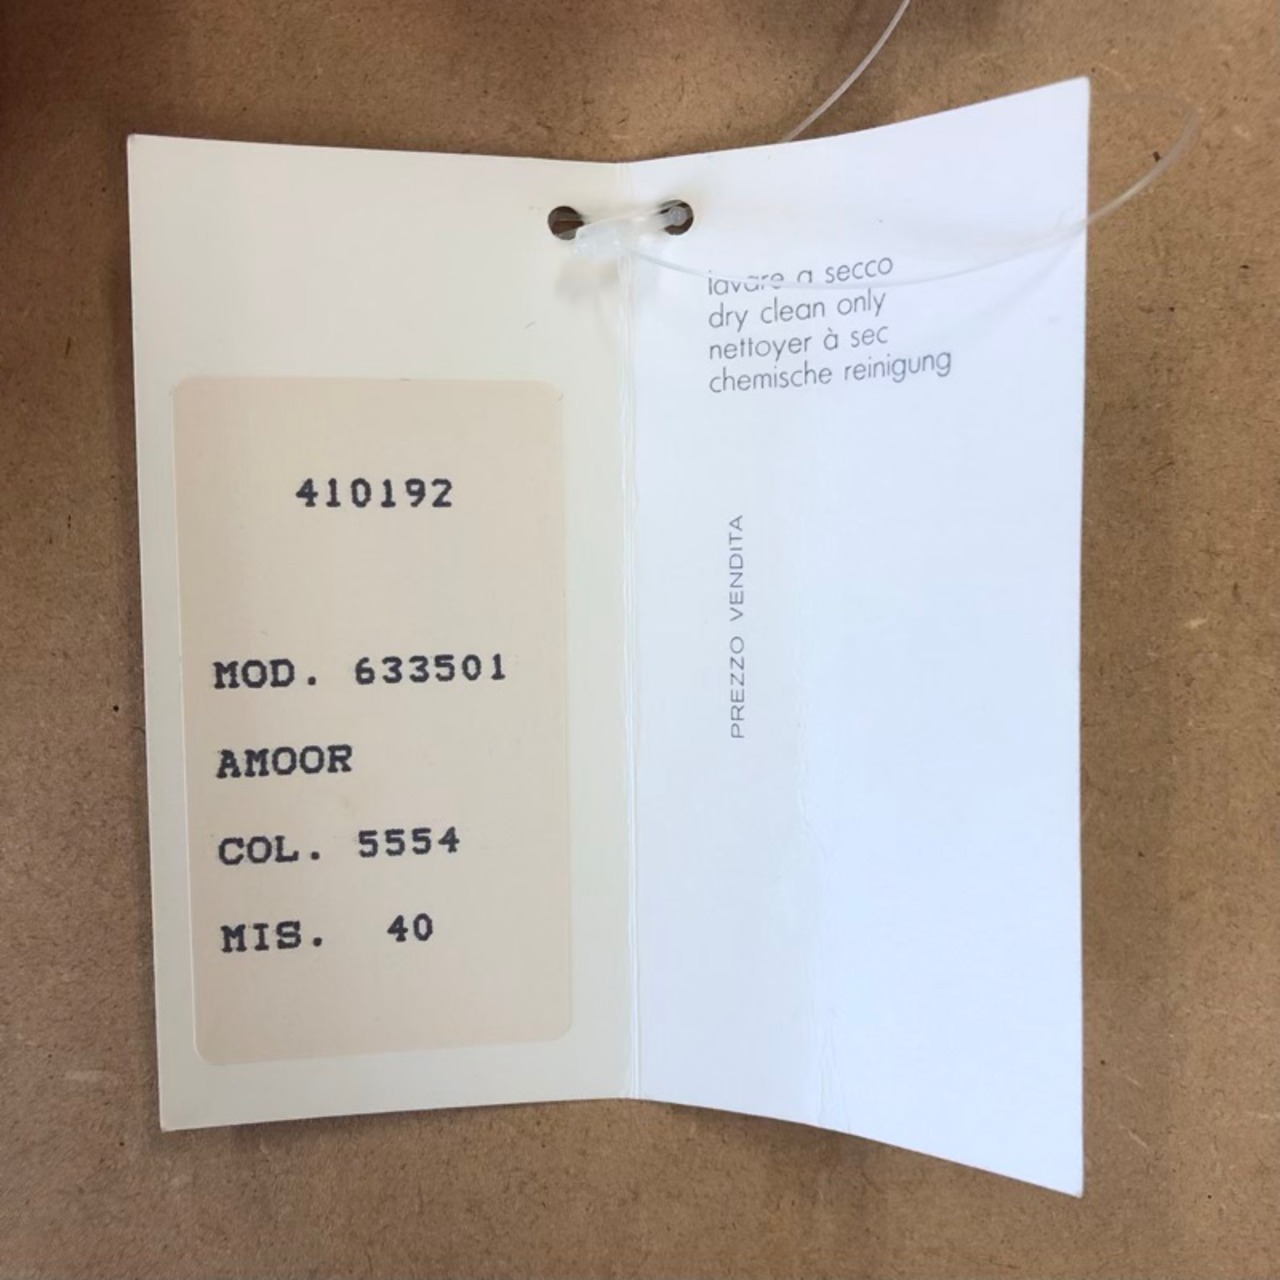 410192
MOD. 633501
AMOOR
COL. 5554
MIS. 40
lavare a secco
dry clean only
nettoyer à sec
chemische reinigung
PREZZO VENDITA